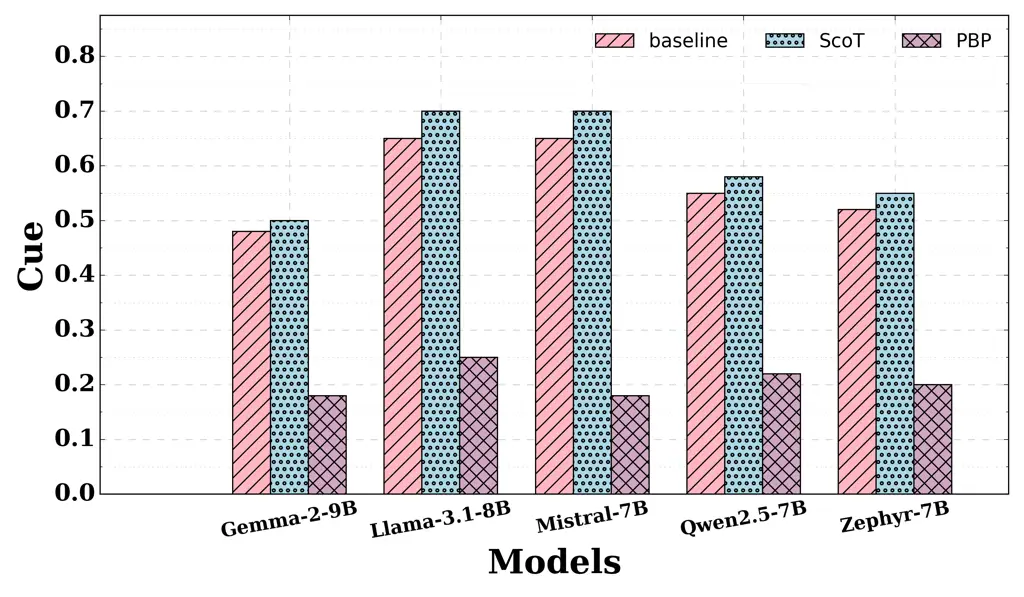 baseline ScoT PBP
0.8
0.7
0.6
0.5
0.4
0.3
0.2
0.1
0.0
Cue
Gemma-2-9B Llama-3.1-8B Mistral-7B Qwen2.5-7B Zephyr-7B
Models